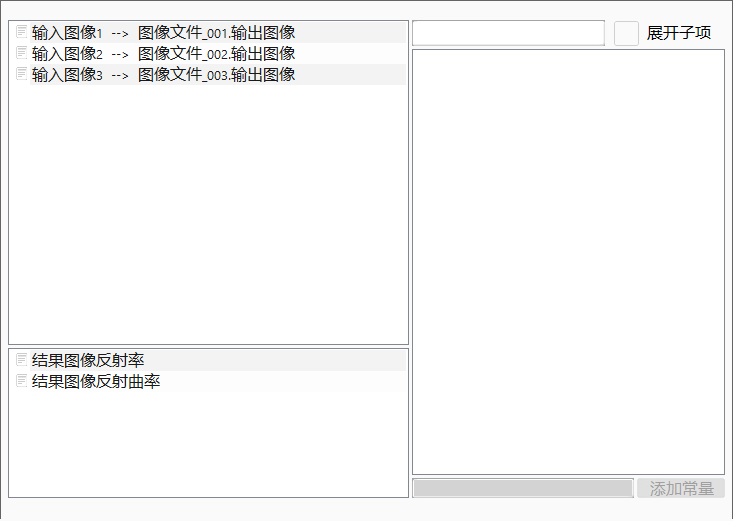 输入图像1 --> 图像文件_001.输出图像
输入图像2 --> 图像文件_002.输出图像
输入图像3 --> 图像文件_003.输出图像
展开子项
结果图像反射率
结果图像反射曲率
添加常量